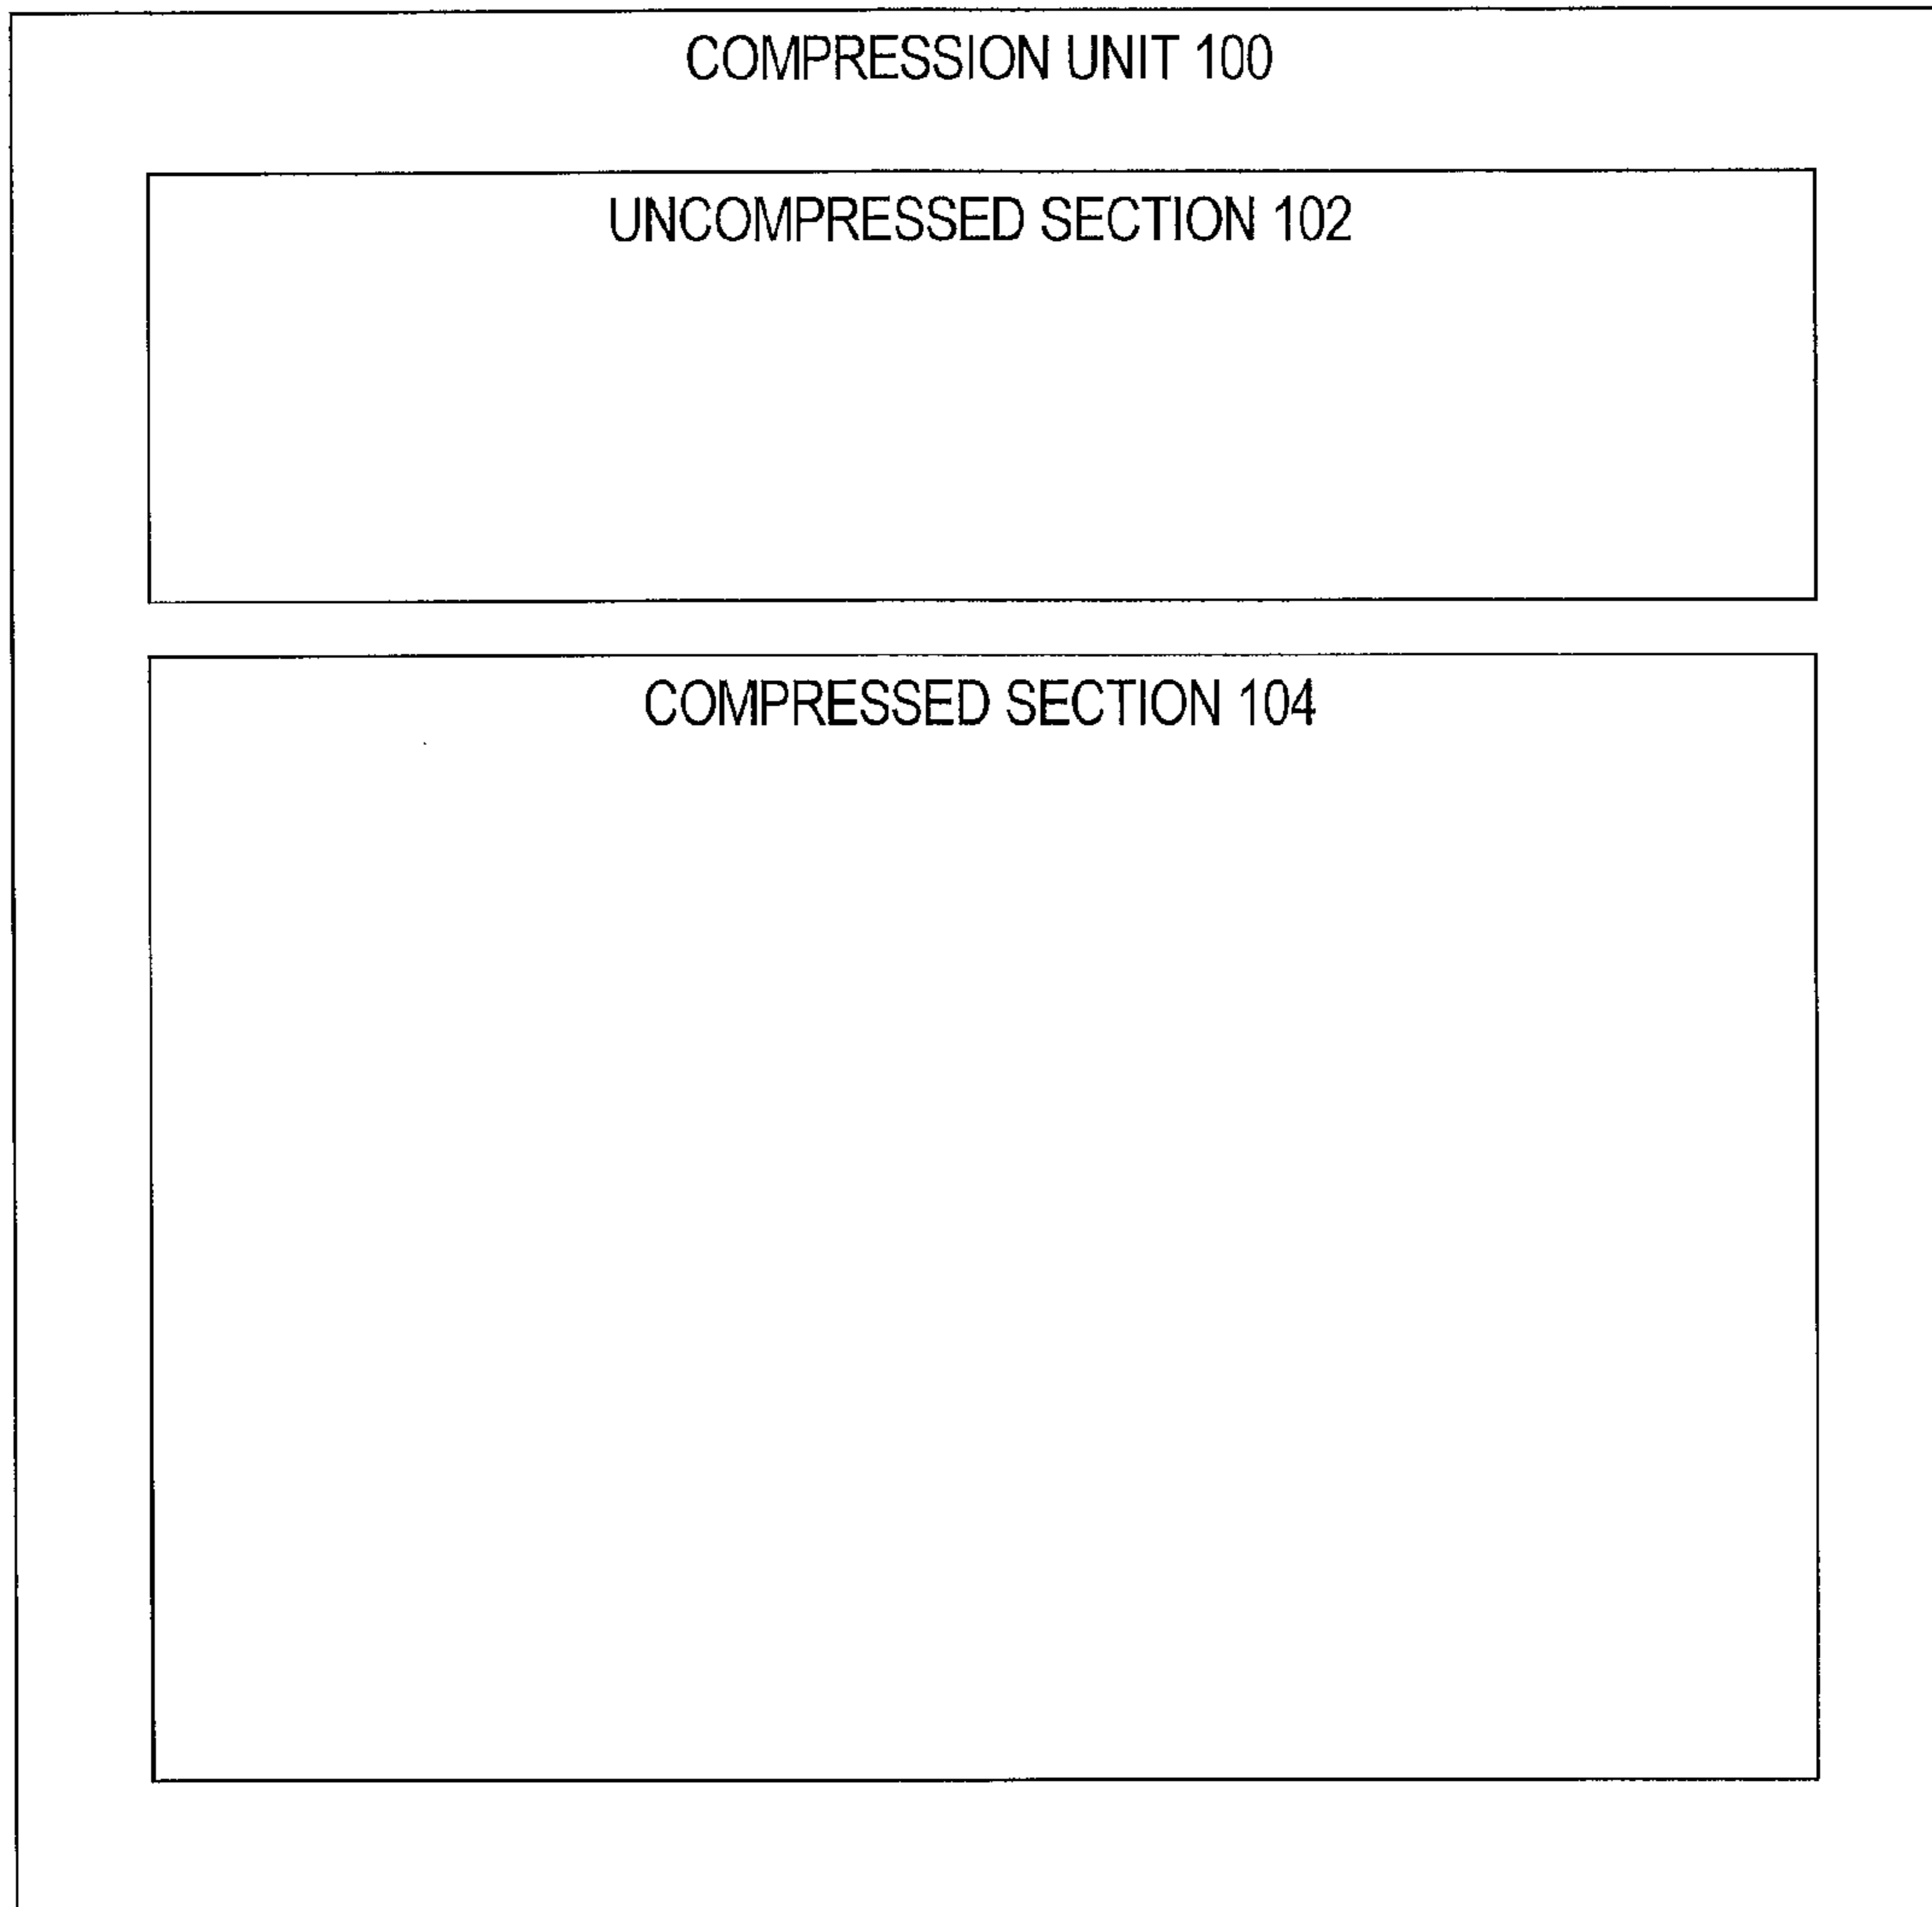 COMPRESSION UNIT 100
UNCOMPRESSED SECTION 102
COMPRESSED SECTION 104